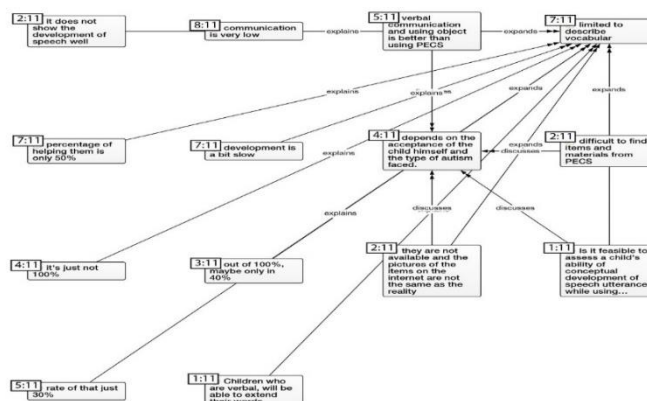 2:11 it does not
show the
development of
speech well
8:11 communication
is very low
5:11 verbal
communication
and using object
is better than
using PECS
7:11 limited to
describe
vocabular
explains
expands
explains
explains
expands
expands
7:11 percentage of
helping them is
only 50%
7:11 development is
a bit slow
4:11 depends on the
acceptance of the
child himself and
the type of autism
faced.
2:11 difficult to find
items and
materials from
PECS
explains
expands
discusses
explains
discusses
discusses
4:11 it's just not
100%
3:11 out of 100%,
maybe only in
40%
2:11 they are not
available and the
pictures of the
items on the
internet are not
the same as the
reality
1:11 Is it feasible to
assess a child's
ability of
conceptual
development of
speech utterance
while using...
5:11 rate of that just
30%
1:11 Children who
are verbal, will be
able to extend